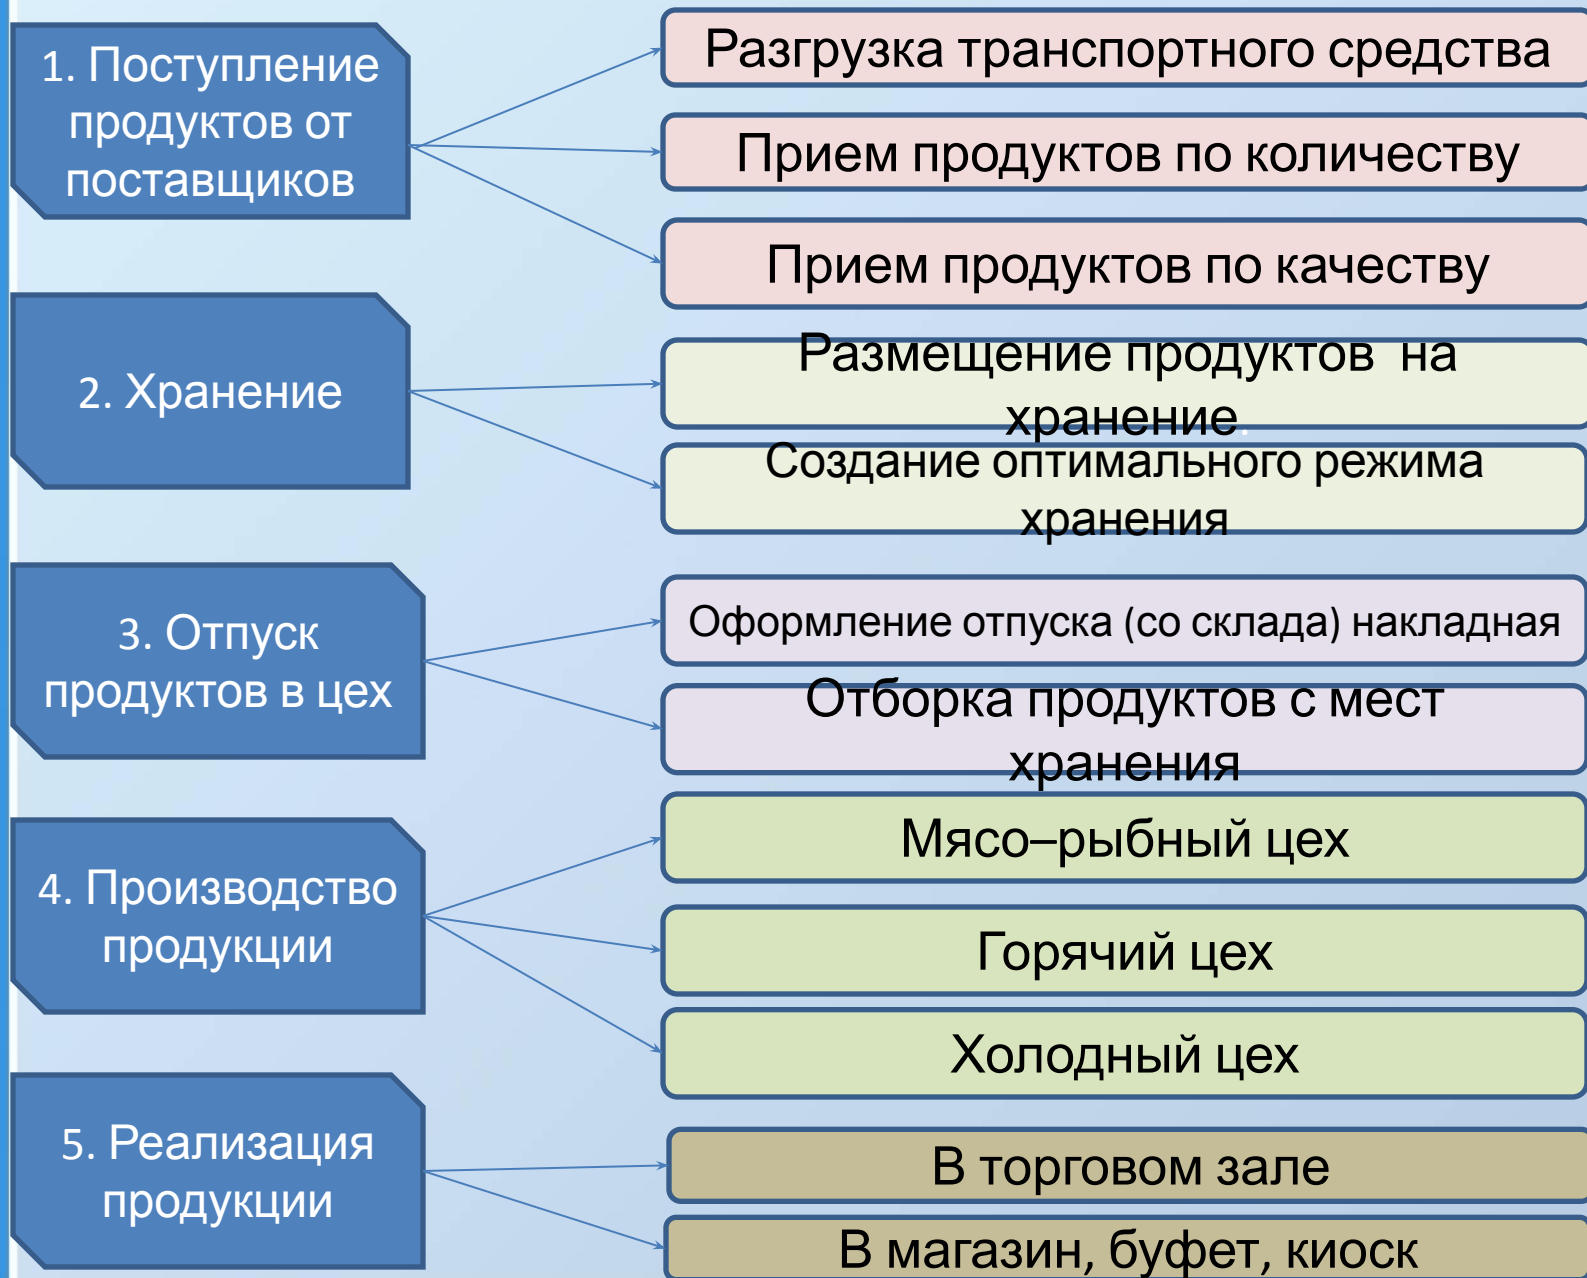 1. Поступление
продуктов от
поставщиков
Разгрузка транспортного средства
Прием продуктов по количеству
Прием продуктов по качеству
2. Хранение
Размещение продуктов на
хранение.
Создание оптимального режима
хранения
3. Отпуск
продуктов в цех
Оформление отпуска (со склада) накладная
Отборка продуктов с мест
хранения
4. Производство
продукции
Мясо–рыбный цех
Горячий цех
Холодный цех
5. Реализация
продукции
В торговом зале
В магазин, буфет, киоск